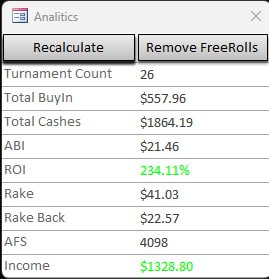 Analitics
Recalculate Remove FreeRolls
Turnament Count 26
Total BuyIn $557.96
Total Cashes $1864.19
ABI $21.46
ROI 234.11%
Rake $41.03
Rake Back $22.57
AFS 4098
Income $1328.80